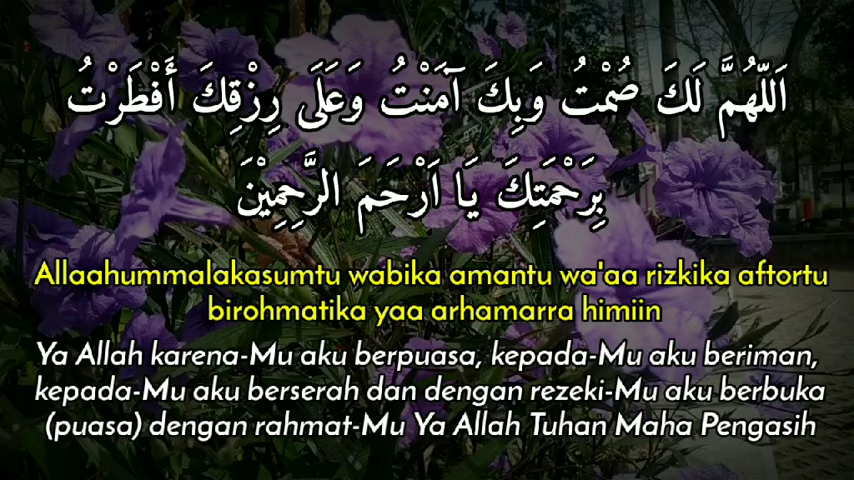 اَللّهُمَّ لَكَ صُمْتُ وَبِكَ آمَنْتُ وَعَلَى رِزْقِكَ أَفْطَرْتُ
بِرَحْمَتِكَ يَا اَرْحَمَ الرَّحِمِيْنَ
Allaahummalakasumtu wabika amantu wa'aa rizkika aftortu
birohmatika yaa arhamarra himiin
Ya Allah karena-Mu aku berpuasa, kepada-Mu aku beriman,
kepada-Mu aku berserah dan dengan rezeki-Mu aku berbuka
(puasa) dengan rahmat-Mu Ya Allah Tuhan Maha Pengasih